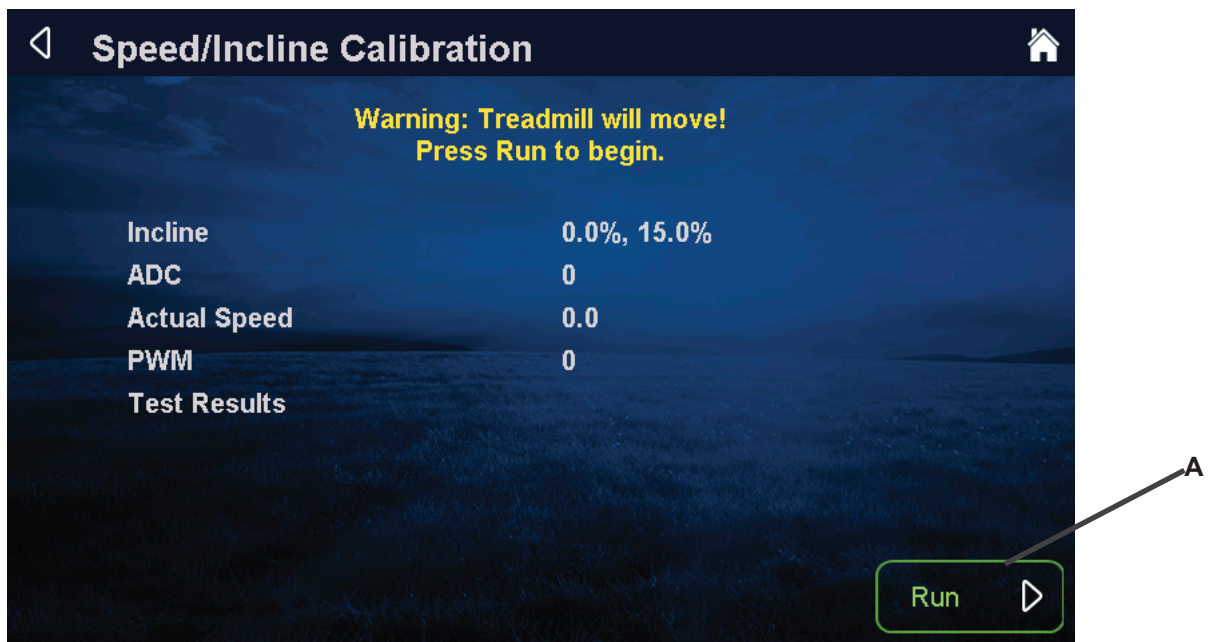 Speed/Incline Calibration
Warning: Treadmill will move!
Press Run to begin.
Incline 0.0%, 15.0%
ADC 0
Actual Speed 0.0
PWM 0
Test Results
A
Run